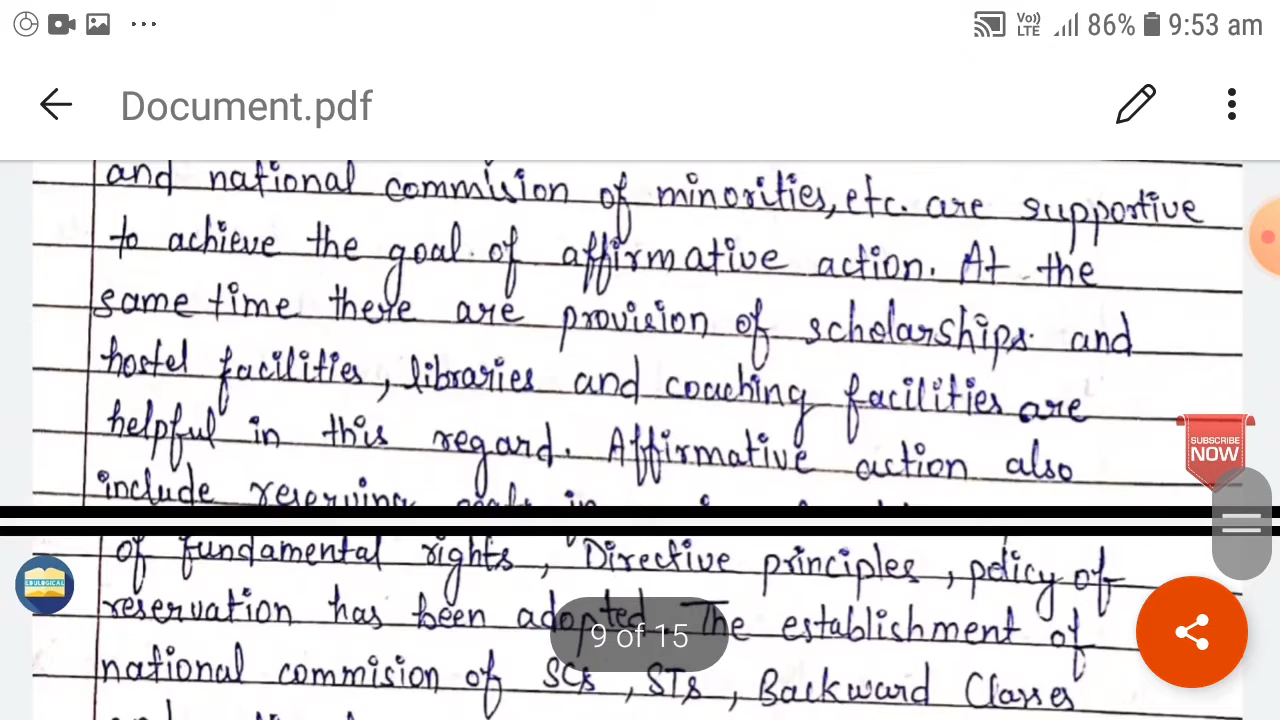 86% 9:53 am
Document.pdf
and national commision of minorities, etc. are supportive
to achieve the goal of affirmative action. At the
same time there are provision of scholarships and
hostel facilities, libraries and coaching facilities are
helpful in this regard. Affirmative action also
include reserving
SUBSCRIBE
NOW
of fundamental rights, Directive principles, policy of
EDULOGICAL
reservation has been adopted. The establishment of
9 of 15
national commision of SCs, STs, Backward Classes